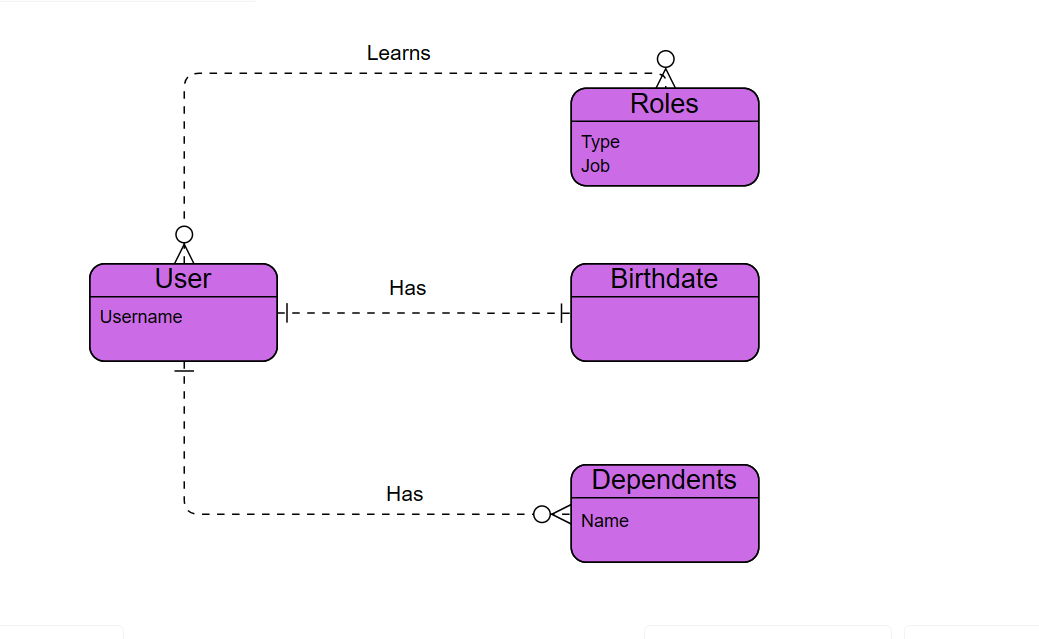 Learns
Roles
Type
Job
User
Username
Has
Birthdate
Has
Dependents
Name